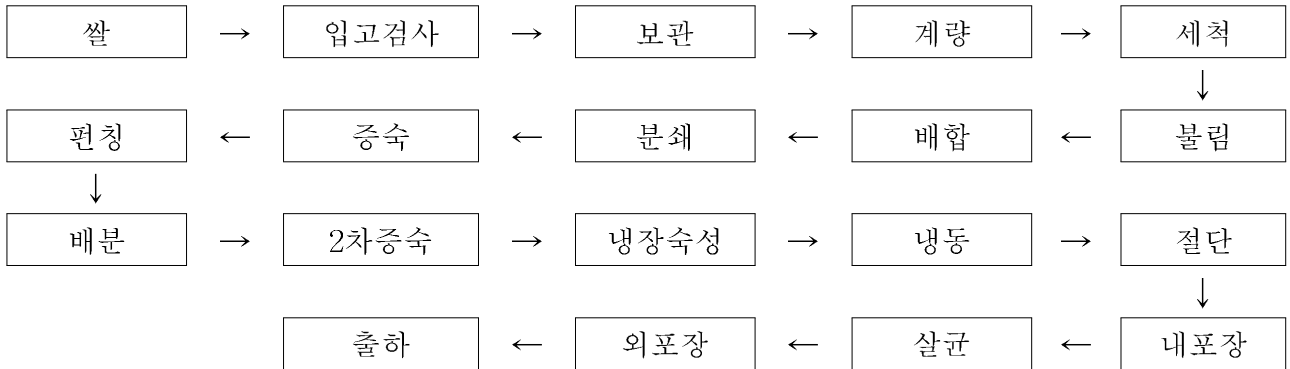 쌀 → 입고검사 → 보관 → 계량 → 세척
↓
펀칭 ← 증숙 ← 분쇄 ← 배합 ← 불림
↓
배분 → 2차증숙 → 냉장숙성 → 냉동 → 절단
↓
출하 ← 외포장 ← 살균 ← 내포장